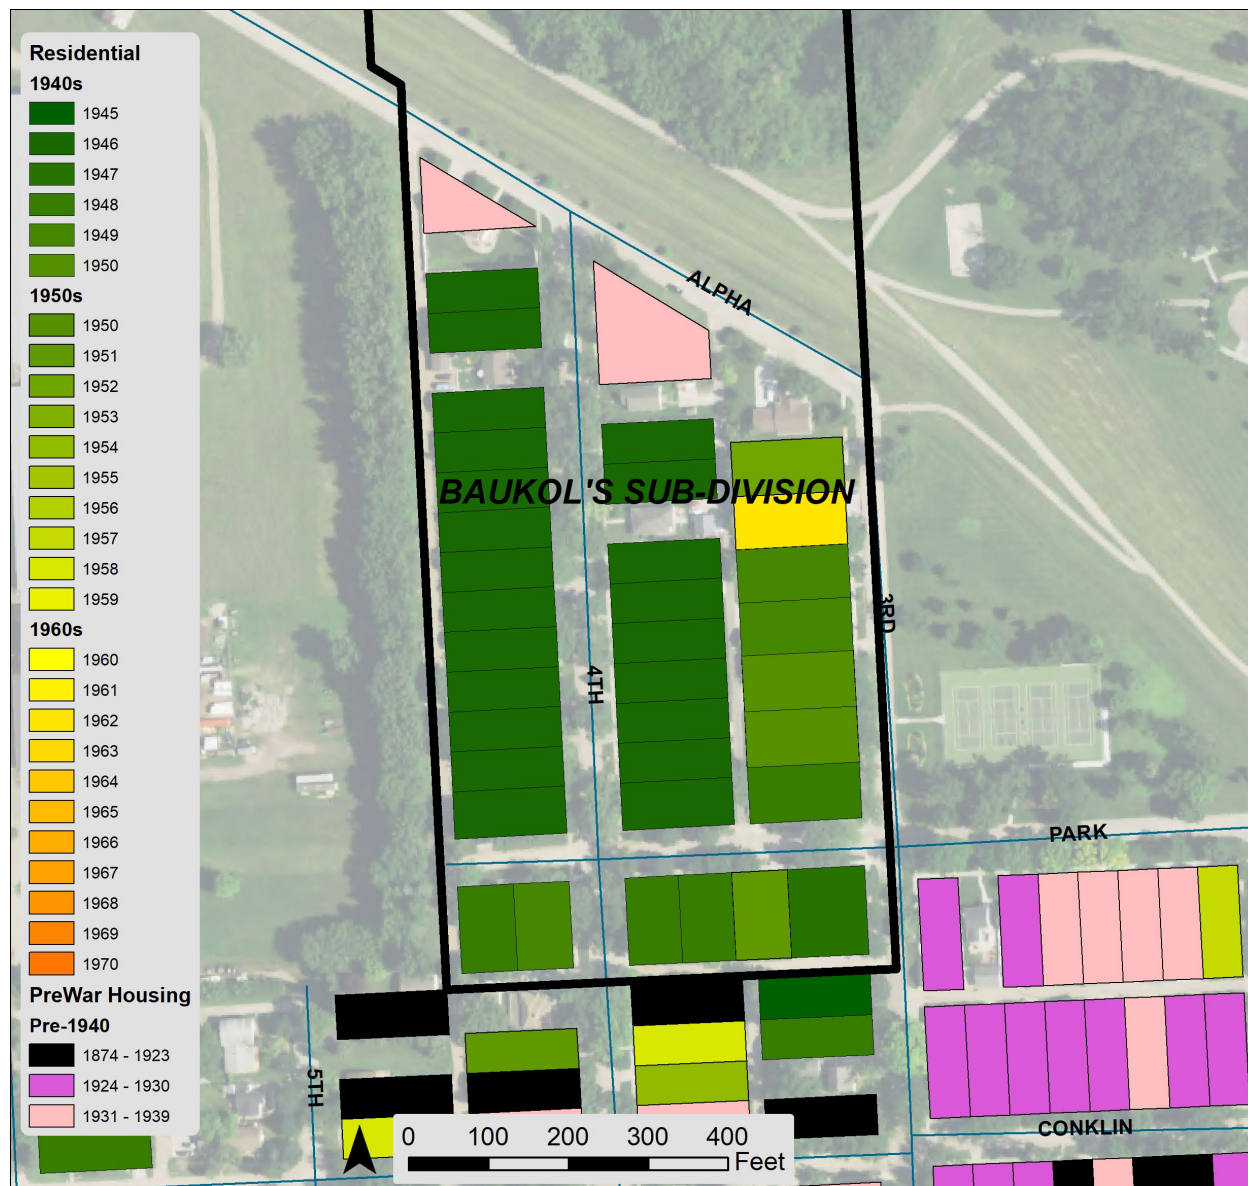 Residential
1940s
1945
1946
1947
1948
1949
1950
1950s
1950
1951
1952
1953
1954
1955
1956
1957
1958
1959
1960s
1960
1961
1962
1963
1964
1965
1966
1967
1968
1969
1970
PreWar Housing
Pre-1940
1874 - 1923
1924 - 1930
1931 - 1939
ALPHA
BAUKOL'S SUB-DIVISION
3RD
4TH
PARK
5TH
CONKLIN
0 100 200 300 400
Feet